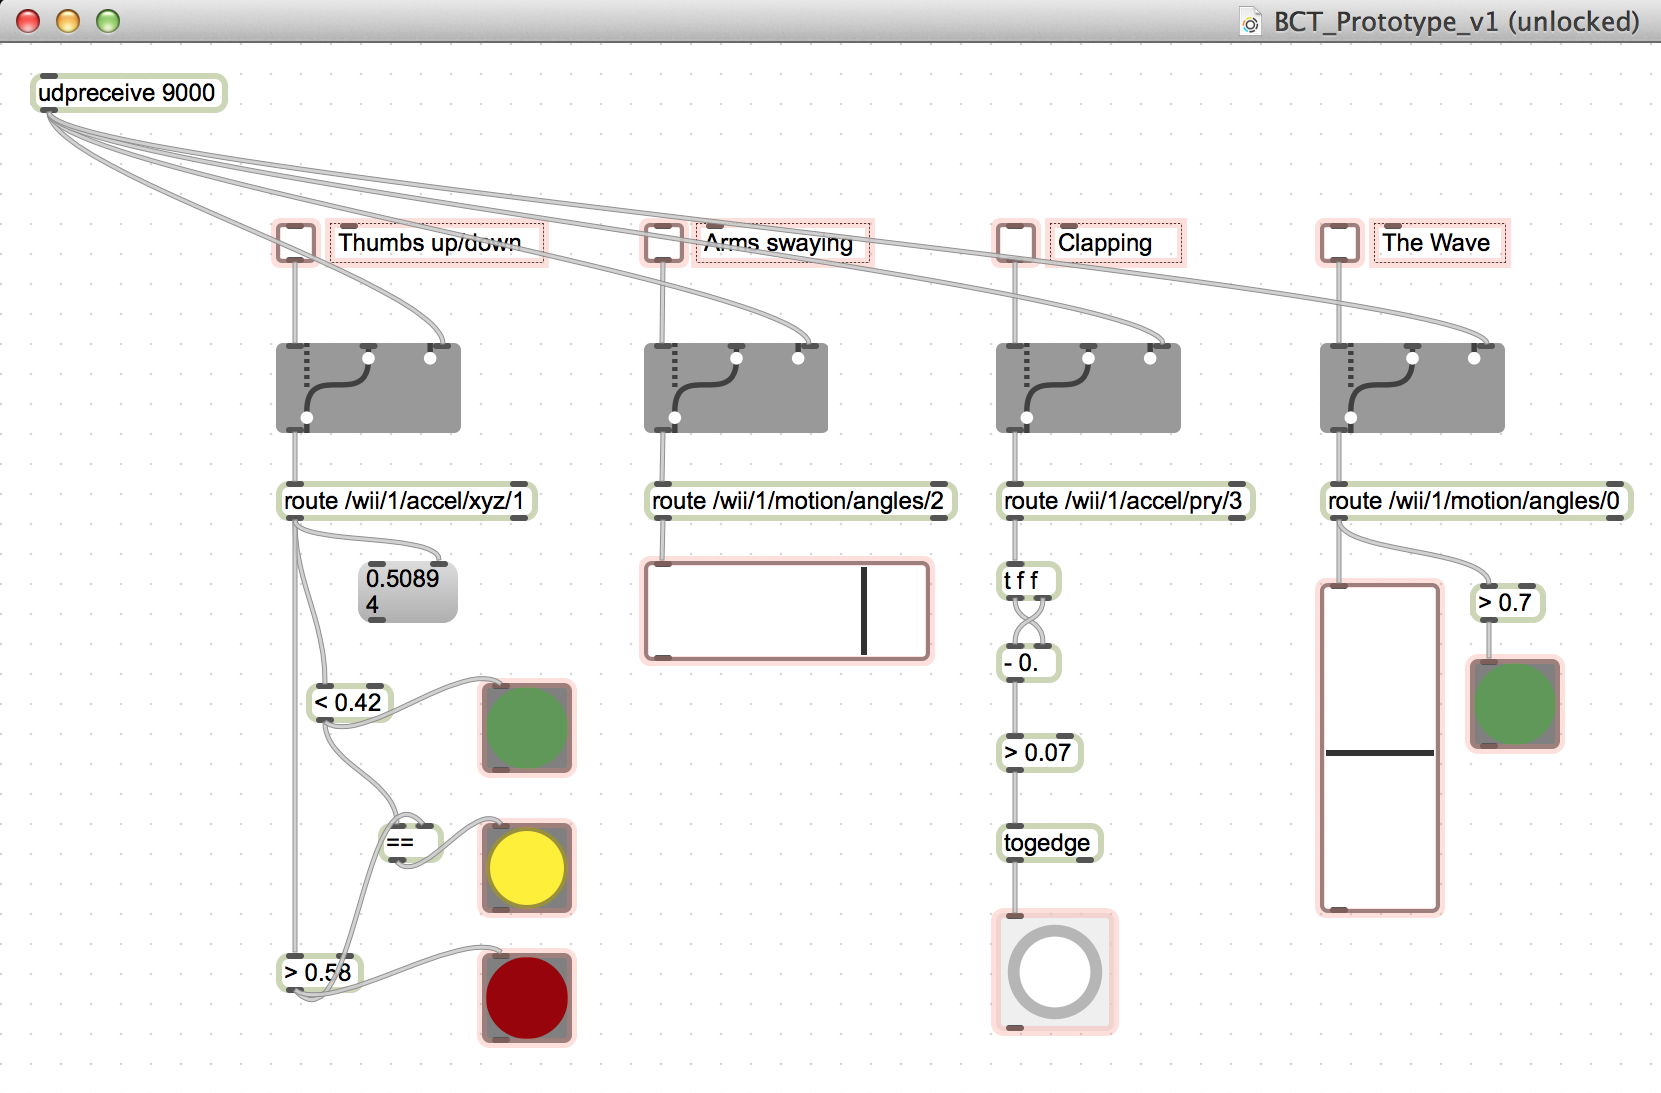 BCT_Prototype_v1 (unlocked)
udpreceive 9000
Thumbs up/down
Arms swaying
Clapping
The Wave
route /wii/1/accel/xyz/1
route /wii/1/motion/angles/2
route /wii/1/accel/pry/3
route /wii/1/motion/angles/0
0.5089
4
t f f
> 0.7
- 0.
< 0.42
> 0.07
==
togedge
> 0.58